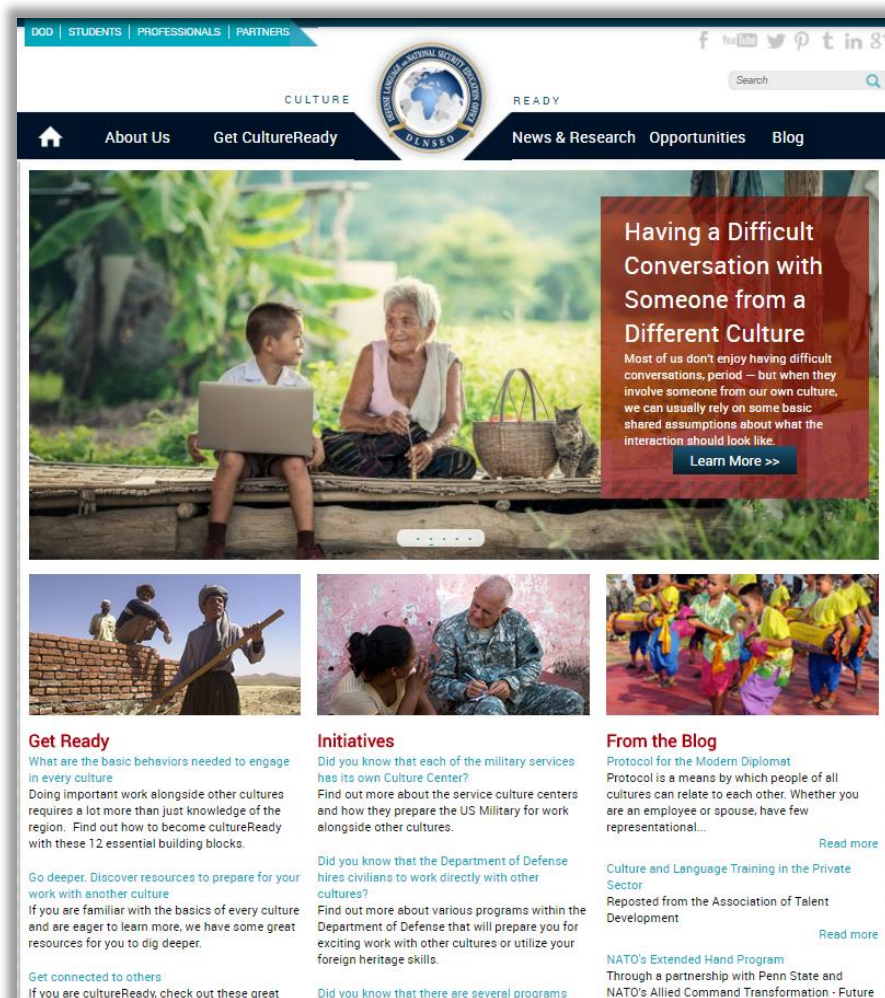 DOD | STUDENTS | PROFESSIONALS | PARTNERS
f YouTube t in g+
Search
CULTURE
READY
DEFENSE LANGUAGE AND NATIONAL SECURITY EDUCATION OFFICE
DLNSEO
About Us
Get CultureReady
News & Research
Opportunities
Blog
Having a Difficult
Conversation with
Someone from a
Different Culture
Most of us don't enjoy having difficult
conversations, period — but when they
involve someone from our own culture,
we can usually rely on some basic
shared assumptions about what the
interaction should look like.
Learn More >>
Get Ready
What are the basic behaviors needed to engage
in every culture
Doing important work alongside other cultures
requires a lot more than just knowledge of the
region. Find out how to become cultureReady
with these 12 essential building blocks.
Go deeper. Discover resources to prepare for your
work with another culture
If you are familiar with the basics of every culture
and are eager to learn more, we have some great
resources for you to dig deeper.
Get connected to others
If you are cultureReady, check out these great
Initiatives
Did you know that each of the military services
has its own Culture Center?
Find out more about the service culture centers
and how they prepare the US Military for work
alongside other cultures.
Did you know that the Department of Defense
hires civilians to work directly with other
cultures?
Find out more about various programs within the
Department of Defense that will prepare you for
exciting work with other cultures or utilize your
foreign heritage skills.
Did you know that there are several programs
From the Blog
Protocol for the Modern Diplomat
Protocol is a means by which people of all
cultures can relate to each other. Whether you
are an employee or spouse, have few
representational...
Read more
Culture and Language Training in the Private
Sector
Reposted from the Association of Talent
Development
Read more
NATO's Extended Hand Program
Through a partnership with Penn State and
NATO's Allied Command Transformation - Future